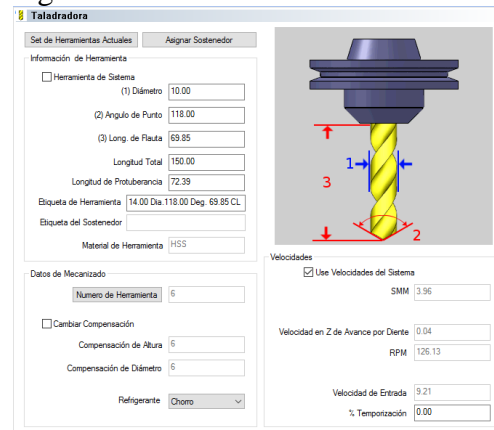 Taladradora
Set de Herramientas Actuales
Asignar Sostenedor
Información de Herramienta
Herramienta de Sistema
(1) Diámetro 10.00
(2) Angulo de Punto 118.00
(3) Long. de Flauta 69.85
Longitud Total 150.00
Longitud de Protuberancia 72.39
Etiqueta de Herramienta 14.00 Dia.118.00 Deg. 69.85 CL
Etiqueta del Sostenedor
Material de Herramienta HSS
1
3
2
Datos de Mecanizado
Numero de Herramienta 6
Cambiar Compensación
Compensación de Altura 6
Compensación de Diámetro 6
Refrigerante Chorro
Velocidades
Use Velocidades del Sistema
SMM 3.96
Velocidad en Z de Avance por Diente 0.04
RPM 126.13
Velocidad de Entrada 9.21
% Temporización 0.00